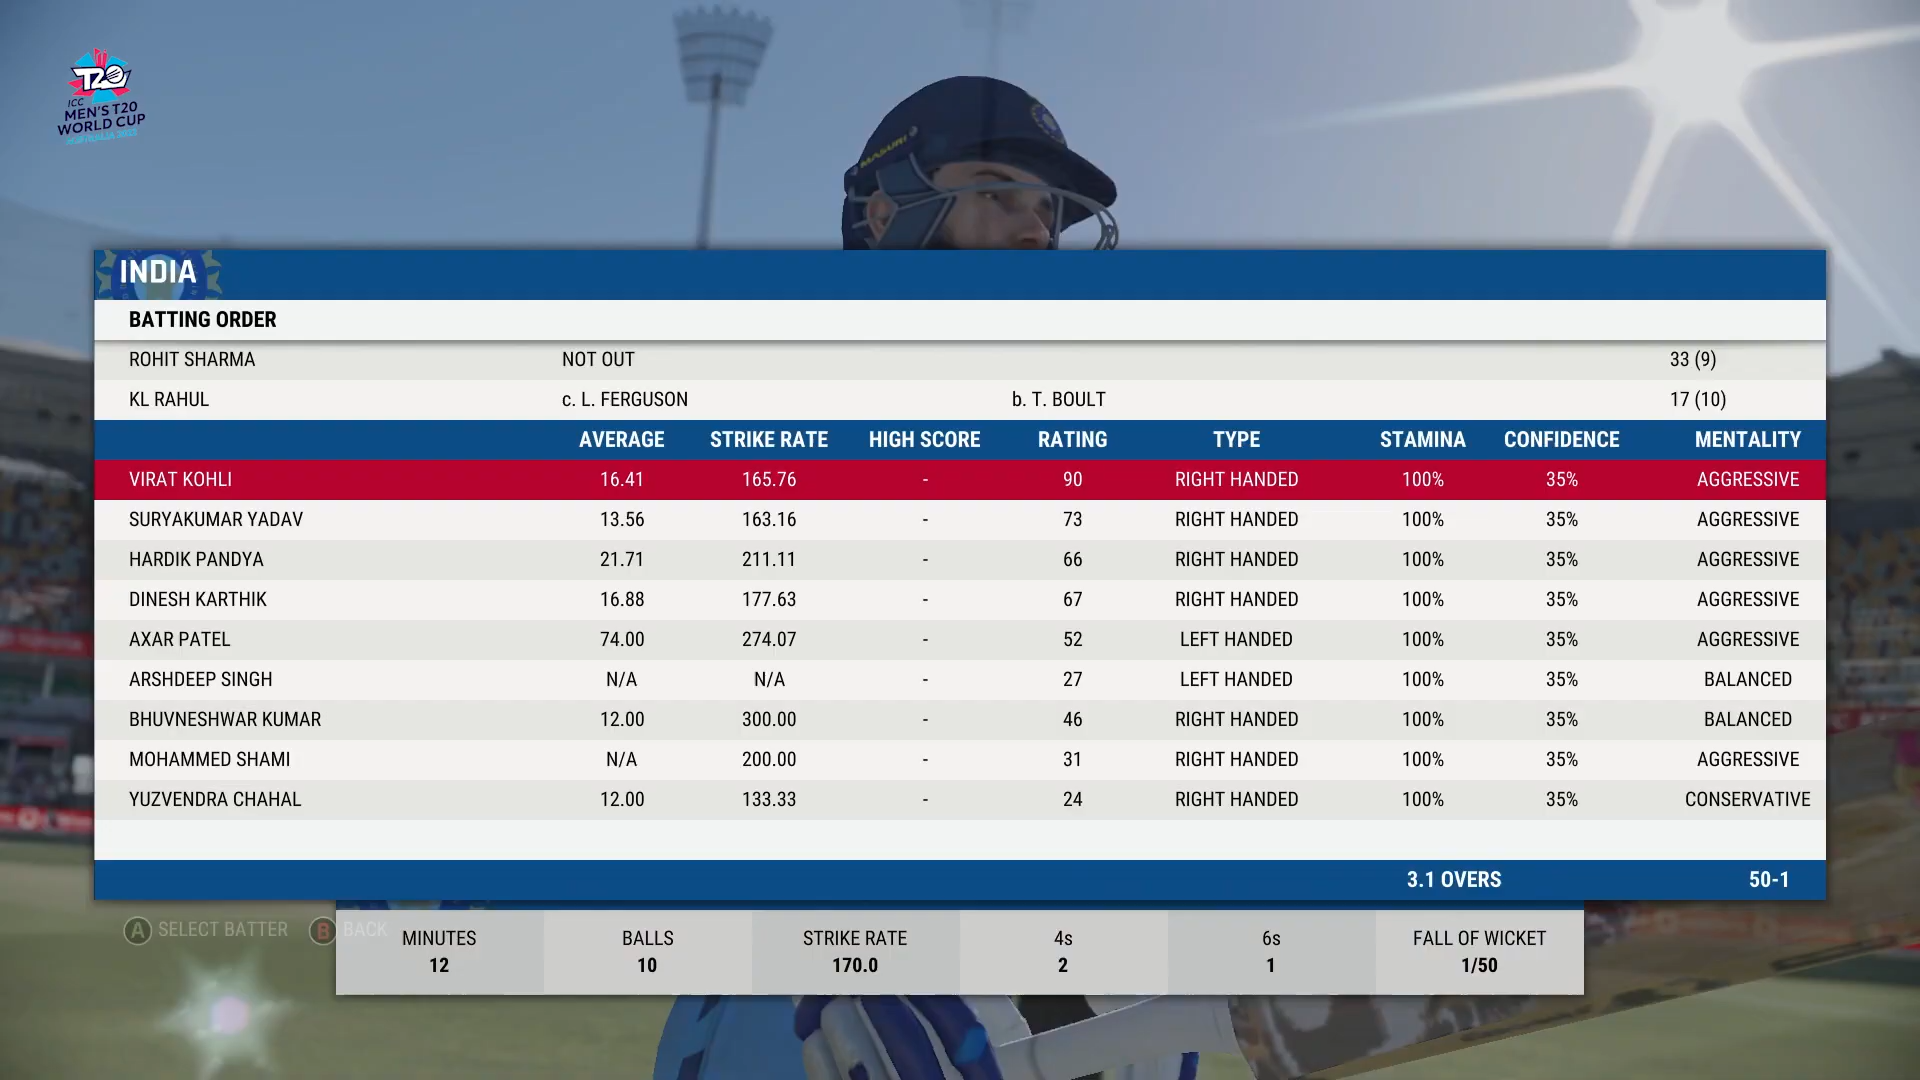 T20
ICC
MEN'S T20
WORLD CUP
AUSTRALIA 2022
MASURI
INDIA
BATTING ORDER
ROHIT SHARMA NOT OUT 33 (9)
KL RAHUL c. L. FERGUSON b. T. BOULT 17 (10)
AVERAGE STRIKE RATE HIGH SCORE RATING TYPE STAMINA CONFIDENCE MENTALITY
VIRAT KOHLI 16.41 165.76 - 90 RIGHT HANDED 100% 35% AGGRESSIVE
SURYAKUMAR YADAV 13.56 163.16 - 73 RIGHT HANDED 100% 35% AGGRESSIVE
HARDIK PANDYA 21.71 211.11 - 66 RIGHT HANDED 100% 35% AGGRESSIVE
DINESH KARTHIK 16.88 177.63 - 67 RIGHT HANDED 100% 35% AGGRESSIVE
AXAR PATEL 74.00 274.07 - 52 LEFT HANDED 100% 35% AGGRESSIVE
ARSHDEEP SINGH N/A N/A - 27 LEFT HANDED 100% 35% BALANCED
BHUVNESHWAR KUMAR 12.00 300.00 - 46 RIGHT HANDED 100% 35% BALANCED
MOHAMMED SHAMI N/A 200.00 - 31 RIGHT HANDED 100% 35% AGGRESSIVE
YUZVENDRA CHAHAL 12.00 133.33 - 24 RIGHT HANDED 100% 35% CONSERVATIVE
3.1 OVERS 50-1
A SELECT BATTER B BACK
MINUTES BALLS STRIKE RATE 4s 6s FALL OF WICKET
12 10 170.0 2 1 1/50